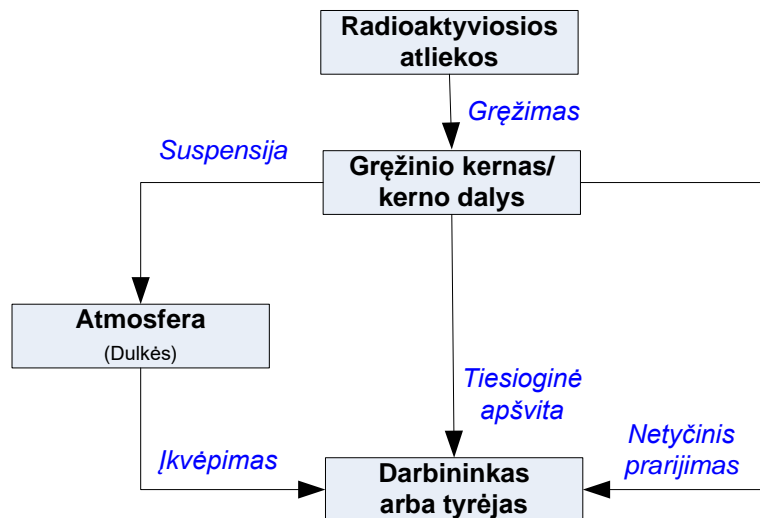 Radioaktyviosios
atliekos
Gręžimas
Suspensija
Gręžinio kernas/
kerno dalys
Atmosfera
(Dulkės)
Tiesioginė
apšvita
Įkvėpimas
Netyčinis
prarijimas
Darbininkas
arba tyrėjas